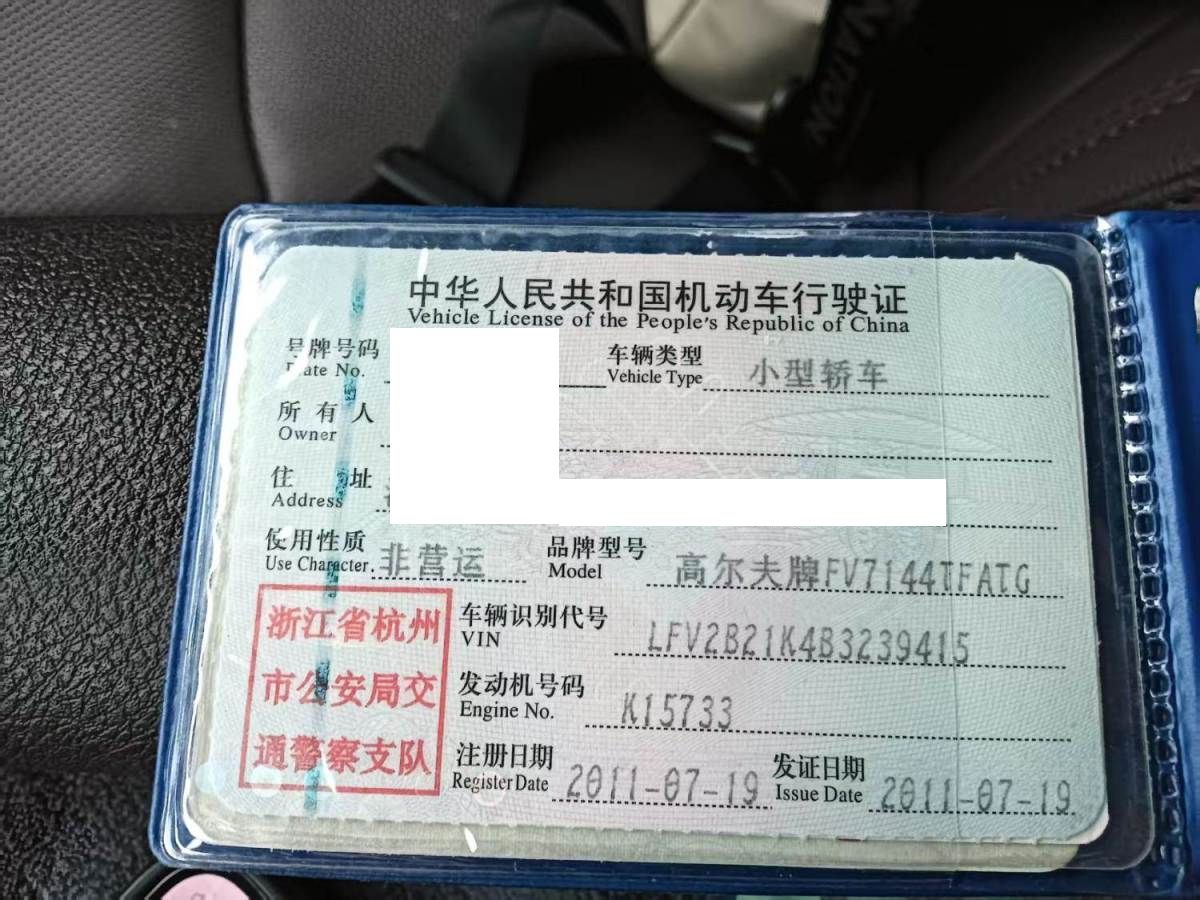 NATION
中华人民共和国机动车行驶证
Vehicle License of the People's Republic of China
号牌号码
Plate No.
车辆类型 小型轿车
Vehicle Type
所有人
Owner
住址
Address
使用性质 非营运
Use Character
品牌型号 高尔夫牌FV7144TFATG
Model
浙江省杭州
市公安局交
通警察支队
车辆识别代号 LFV2B21K4B3239415
VIN
发动机号码 K15733
Engine No.
注册日期 2011-07-19
Register Date
发证日期 2011-07-19
Issue Date